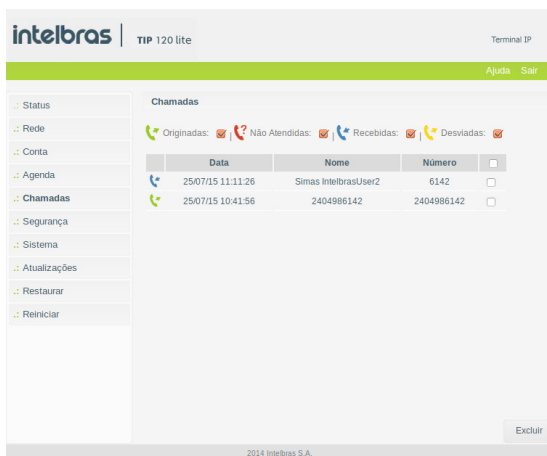 intelbras TIP 120 lite Terminal IP
Ajuda Sair
.: Status
.: Rede
.: Conta
.: Agenda
.: Chamadas
.: Segurança
.: Sistema
.: Atualizações
.: Restaurar
.: Reiniciar
Chamadas
Originadas: | Não Atendidas: | Recebidas: | Desviadas:
Data Nome Número
25/07/15 11:11:26 Simas IntelbrasUser2 6142
25/07/15 10:41:56 2404986142 2404986142
Excluir
2014 Intelbras S.A.